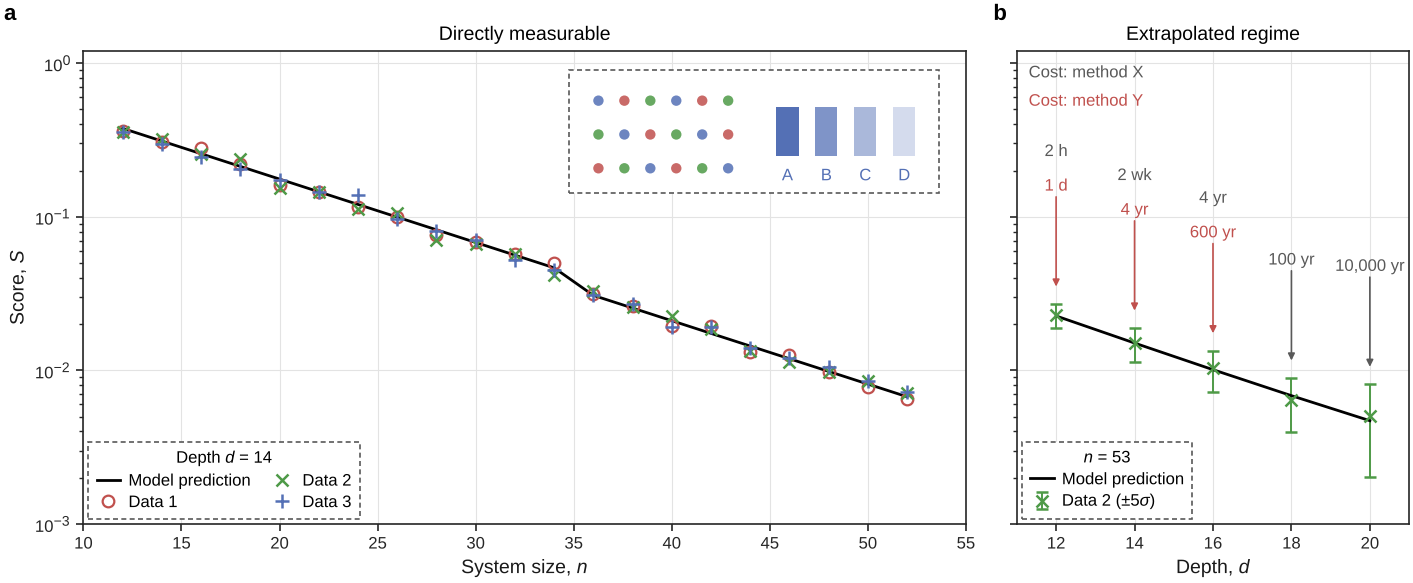 a
Directly measurable
10⁰
10⁻¹
10⁻²
10⁻³
Score, S
A B C D
Depth d = 14
Model prediction
Data 1
Data 2
Data 3
10 15 20 25 30 35 40 45 50 55
System size, n
b
Extrapolated regime
Cost: method X
Cost: method Y
2 h
1 d
2 wk
4 yr
4 yr
600 yr
100 yr
10,000 yr
n = 53
Model prediction
Data 2 (±5σ)
12 14 16 18 20
Depth, d